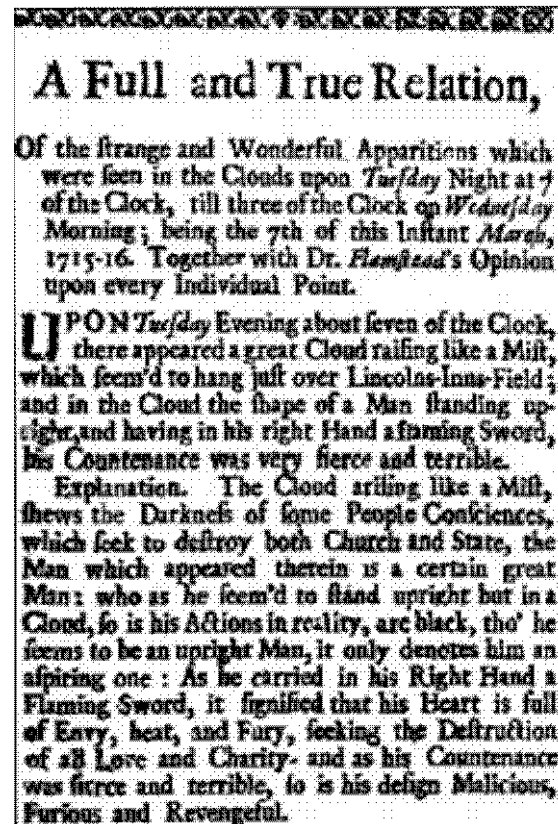 A Full and True Relation,
Of the ſtrange and Wonderful Apparitions which
were ſeen in the Clouds upon Tueſday Night at 7
of the Clock, till three of the Clock on Wedneſday
Morning; being the 7th of this Inſtant March,
1715-16. Together with Dr. Flamſtead's Opinion
upon every Individual Point.
UPON Tueſday Evening about ſeven of the Clock,
there appeared a great Cloud raiſing like a Miſt,
which ſeem'd to hang juſt over Lincolns-Inns-Field;
and in the Cloud the ſhape of a Man ſtanding up-
right, and having in his right Hand a flaming Sword,
his Countenance was very fierce and terrible.
Explanation. The Cloud ariſing like a Miſt,
ſhews the Darkneſs of ſome People Conſciences,
which ſeek to deſtroy both Church and State, the
Man which appeared therein is a certain great
Man: who as he ſeem'd to ſtand upright but in a
Cloud, ſo is his Actions in reality, are black, tho' he
ſeems to be an upright Man, it only denotes him an
aſpiring one : As he carried in his Right Hand a
Flaming Sword, it ſignified that his Heart is full
of Envy, heat, and Fury, ſeeking the Deſtruction
of all Love and Charity- and as his Countenance
was fierce and terrible, ſo is his deſign Malicious,
Furious and Revengeful.